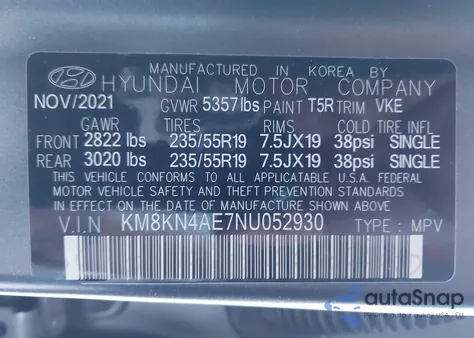 MANUFACTURED IN KOREA BY
HYUNDAI MOTOR COMPANY
NOV/2021 GVWR 5357 lbs PAINT T5R TRIM VKE
GAWR TIRES RIMS COLD TIRE INFL
FRONT 2822 lbs 235/55R19 7.5JX19 38psi SINGLE
REAR 3020 lbs 235/55R19 7.5JX19 38psi SINGLE
THIS VEHICLE CONFORMS TO ALL APPLICATABLE U.S.A. FEDERAL
MOTOR VEHICLE SAFETY AND THEFT PREVENTION STANDARDS
IN EFFECT ON THE DATE OF MANUFACTURE SHOWN ABOVE.
V.I.N KM8KN4AE7NU052930 TYPE : MPV
autoSnap